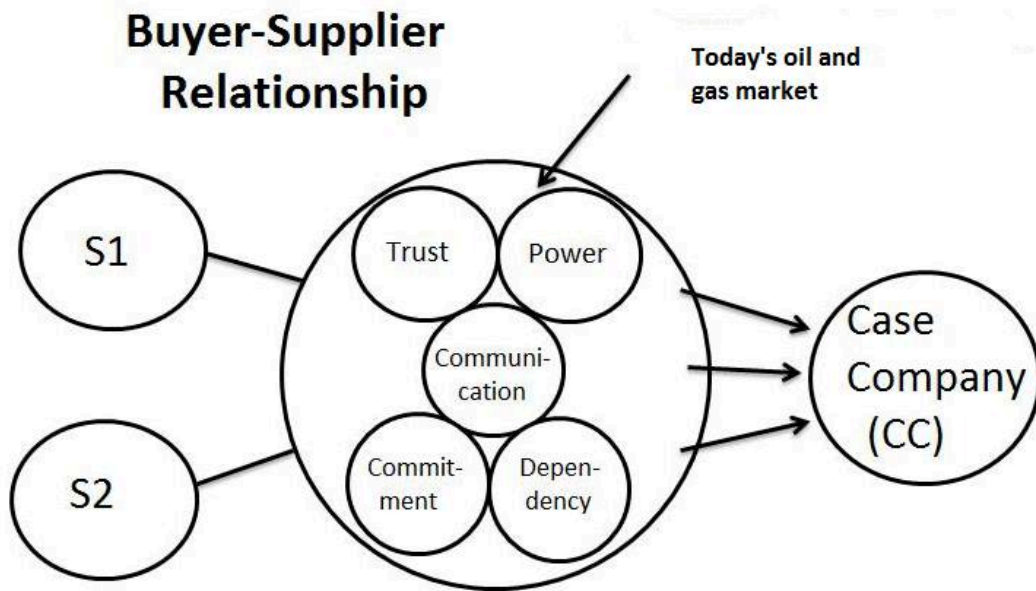 Buyer-Supplier
Relationship
Today's oil and
gas market
S1
Trust
Power
Communi-
cation
Case
Company
(CC)
S2
Commit-
ment
Depen-
dency